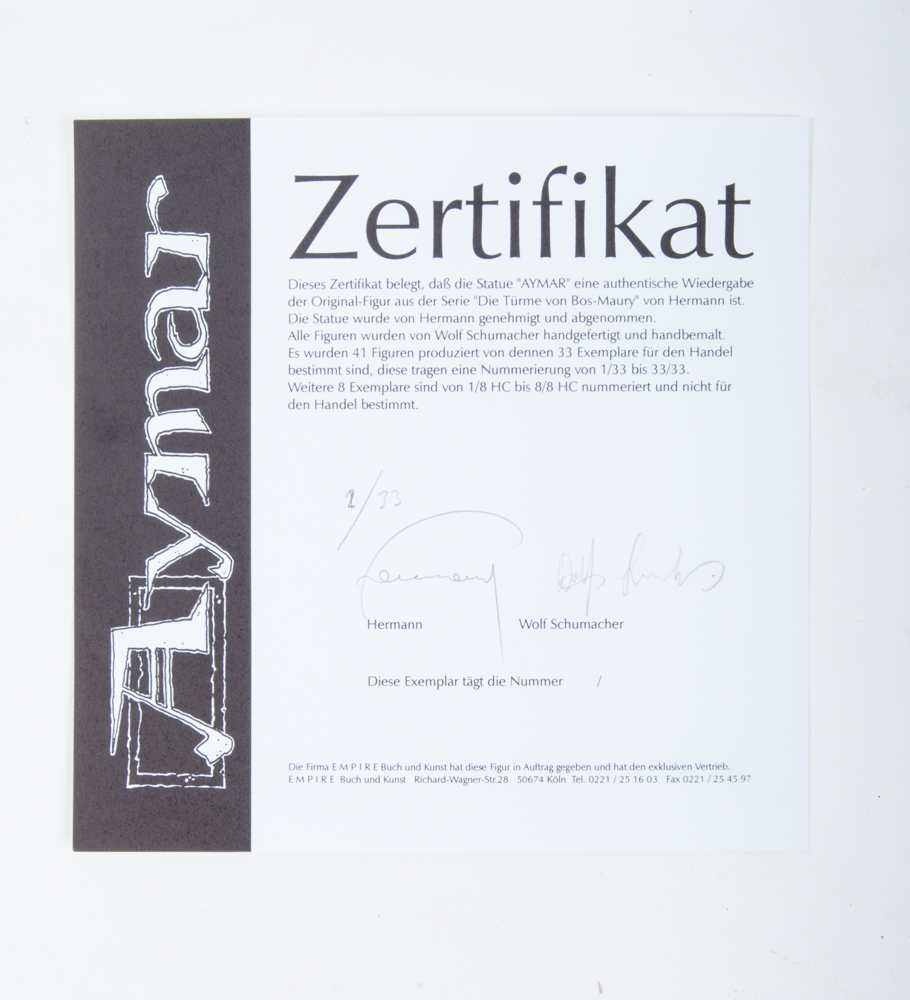 Aymar
Zertifikat
Dieses Zertifikat belegt, daß die Statue "AYMAR" eine authentische Wiedergabe
der Original-Figur aus der Serie "Die Türme von Bos-Maury" von Hermann ist.
Die Statue wurde von Hermann genehmigt und abgenommen.
Alle Figuren wurden von Wolf Schumacher handgefertigt und handbemalt.
Es wurden 41 Figuren produziert von dennen 33 Exemplare für den Handel
bestimmt sind, diese tragen eine Nummerierung von 1/33 bis 33/33.
Weitere 8 Exemplare sind von 1/8 HC bis 8/8 HC nummeriert und nicht für
den Handel bestimmt.
/33
Hermann Wolf Schumacher
Diese Exemplar tägt die Nummer /
Die Firma E M P I R E Buch und Kunst hat diese Figur in Auftrag gegeben und hat den exklusiven Vertrieb.
E M P I R E Buch und Kunst Richard-Wagner-Str.28 50674 Köln Tel. 0221 / 25 16 03 Fax 0221 / 25 45 97